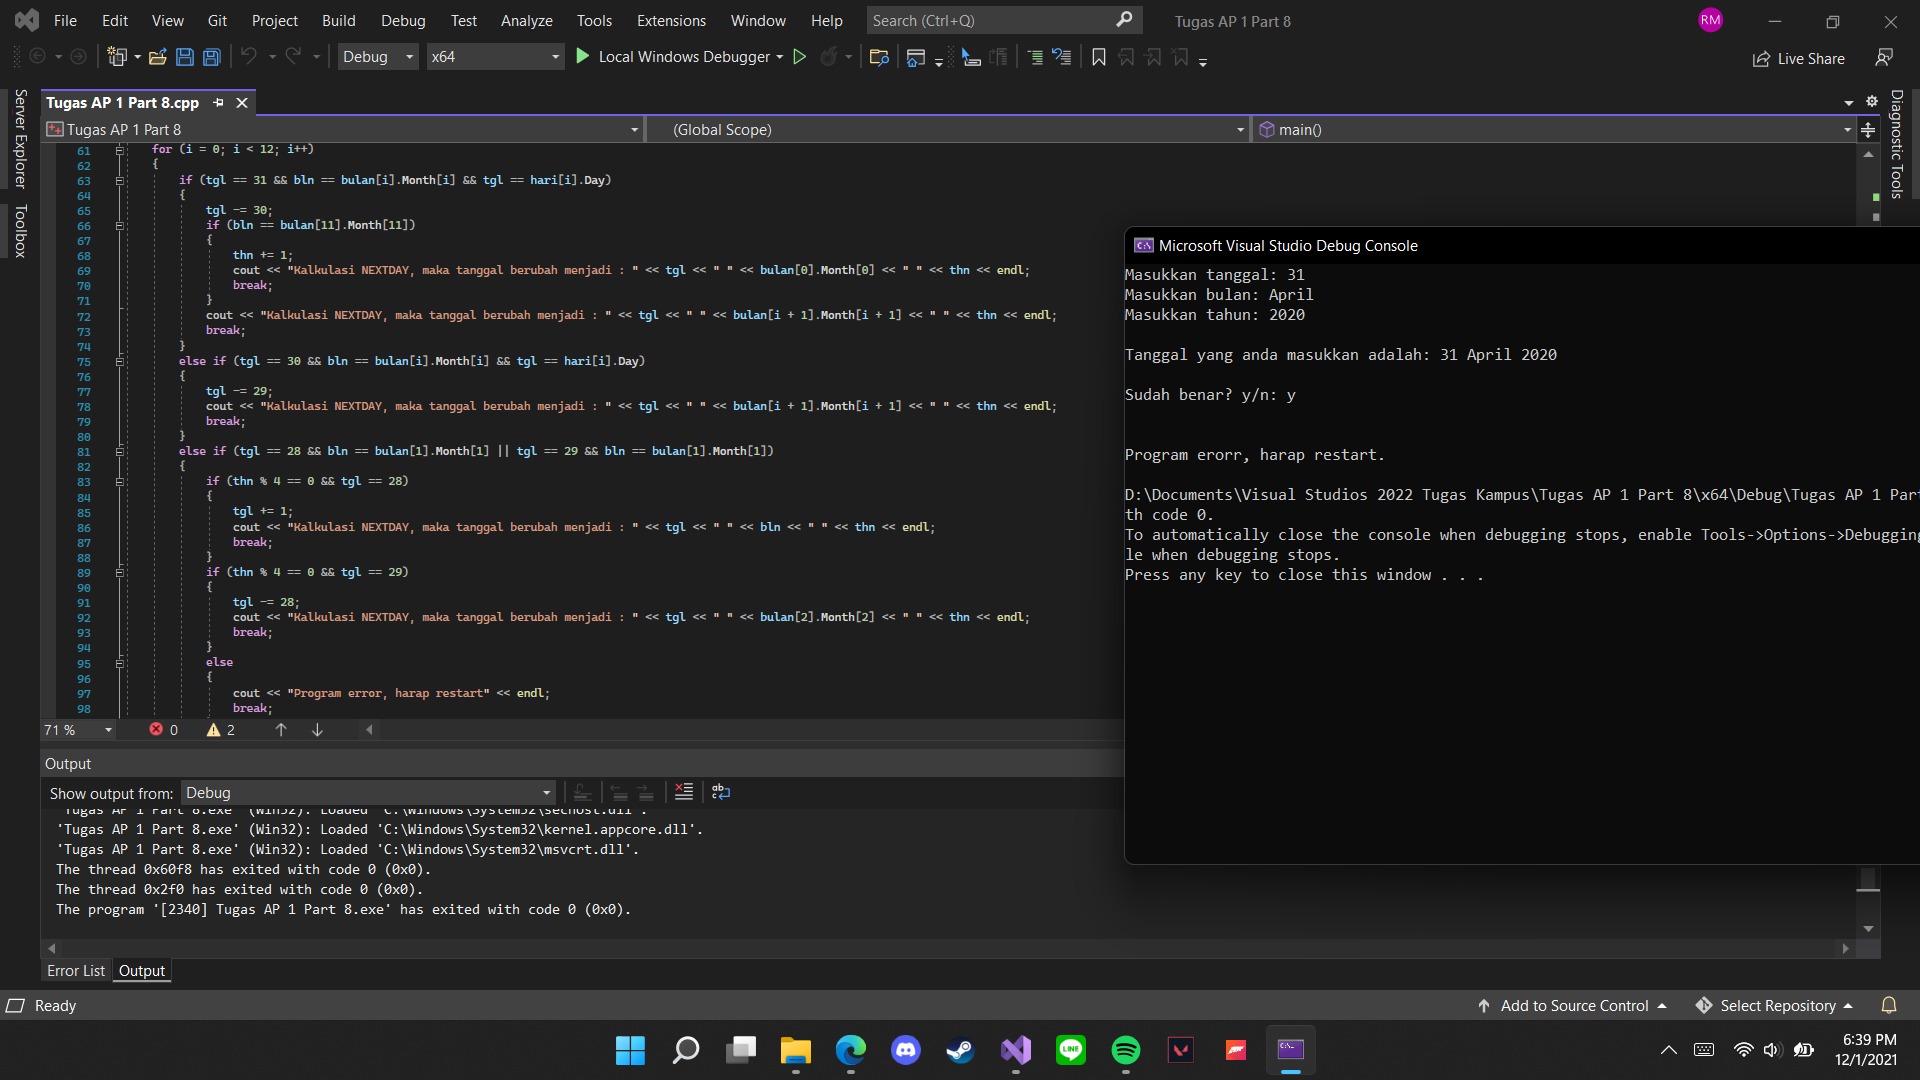 File Edit View Git Project Build Debug Test Analyze Tools Extensions Window Help Search (Ctrl+Q) Tugas AP 1 Part 8 RM
Debug x64 Local Windows Debugger Live Share
Server Explorer
Toolbox
Diagnostic Tools
Tugas AP 1 Part 8.cpp
Tugas AP 1 Part 8 (Global Scope) main()
61 for (i = 0; i < 12; i++)
62 {
63 if (tgl == 31 && bln == bulan[i].Month[i] && tgl == hari[i].Day)
64 {
65 tgl -= 30;
66 if (bln == bulan[11].Month[11])
67 {
68 thn += 1;
69 cout << "Kalkulasi NEXTDAY, maka tanggal berubah menjadi : " << tgl << " " << bulan[0].Month[0] << " " << thn << endl;
70 break;
71 }
72 cout << "Kalkulasi NEXTDAY, maka tanggal berubah menjadi : " << tgl << " " << bulan[i + 1].Month[i + 1] << " " << thn << endl;
73 break;
74 }
75 else if (tgl == 30 && bln == bulan[i].Month[i] && tgl == hari[i].Day)
76 {
77 tgl -= 29;
78 cout << "Kalkulasi NEXTDAY, maka tanggal berubah menjadi : " << tgl << " " << bulan[i + 1].Month[i + 1] << " " << thn << endl;
79 break;
80 }
81 else if (tgl == 28 && bln == bulan[1].Month[1] || tgl == 29 && bln == bulan[1].Month[1])
82 {
83 if (thn % 4 == 0 && tgl == 28)
84 {
85 tgl += 1;
86 cout << "Kalkulasi NEXTDAY, maka tanggal berubah menjadi : " << tgl << " " << bln << " " << thn << endl;
87 break;
88 }
89 if (thn % 4 == 0 && tgl == 29)
90 {
91 tgl -= 28;
92 cout << "Kalkulasi NEXTDAY, maka tanggal berubah menjadi : " << tgl << " " << bulan[2].Month[2] << " " << thn << endl;
93 break;
94 }
95 else
96 {
97 cout << "Program error, harap restart" << endl;
98 break;
71 % 0 2
Microsoft Visual Studio Debug Console
Masukkan tanggal: 31
Masukkan bulan: April
Masukkan tahun: 2020
Tanggal yang anda masukkan adalah: 31 April 2020
Sudah benar? y/n: y
Program erorr, harap restart.
D:\Documents\Visual Studios 2022 Tugas Kampus\Tugas AP 1 Part 8\x64\Debug\Tugas AP 1 Part
th code 0.
To automatically close the console when debugging stops, enable Tools->Options->Debugging
le when debugging stops.
Press any key to close this window . . .
Output
Show output from: Debug
'Tugas AP 1 Part 8.exe' (Win32): Loaded 'C:\Windows\System32\sechost.dll'.
'Tugas AP 1 Part 8.exe' (Win32): Loaded 'C:\Windows\System32\kernel.appcore.dll'.
'Tugas AP 1 Part 8.exe' (Win32): Loaded 'C:\Windows\System32\msvcrt.dll'.
The thread 0x60f8 has exited with code 0 (0x0).
The thread 0x2f0 has exited with code 0 (0x0).
The program '[2340] Tugas AP 1 Part 8.exe' has exited with code 0 (0x0).
Error List Output
Ready Add to Source Control Select Repository
LINE
6:39 PM
12/1/2021